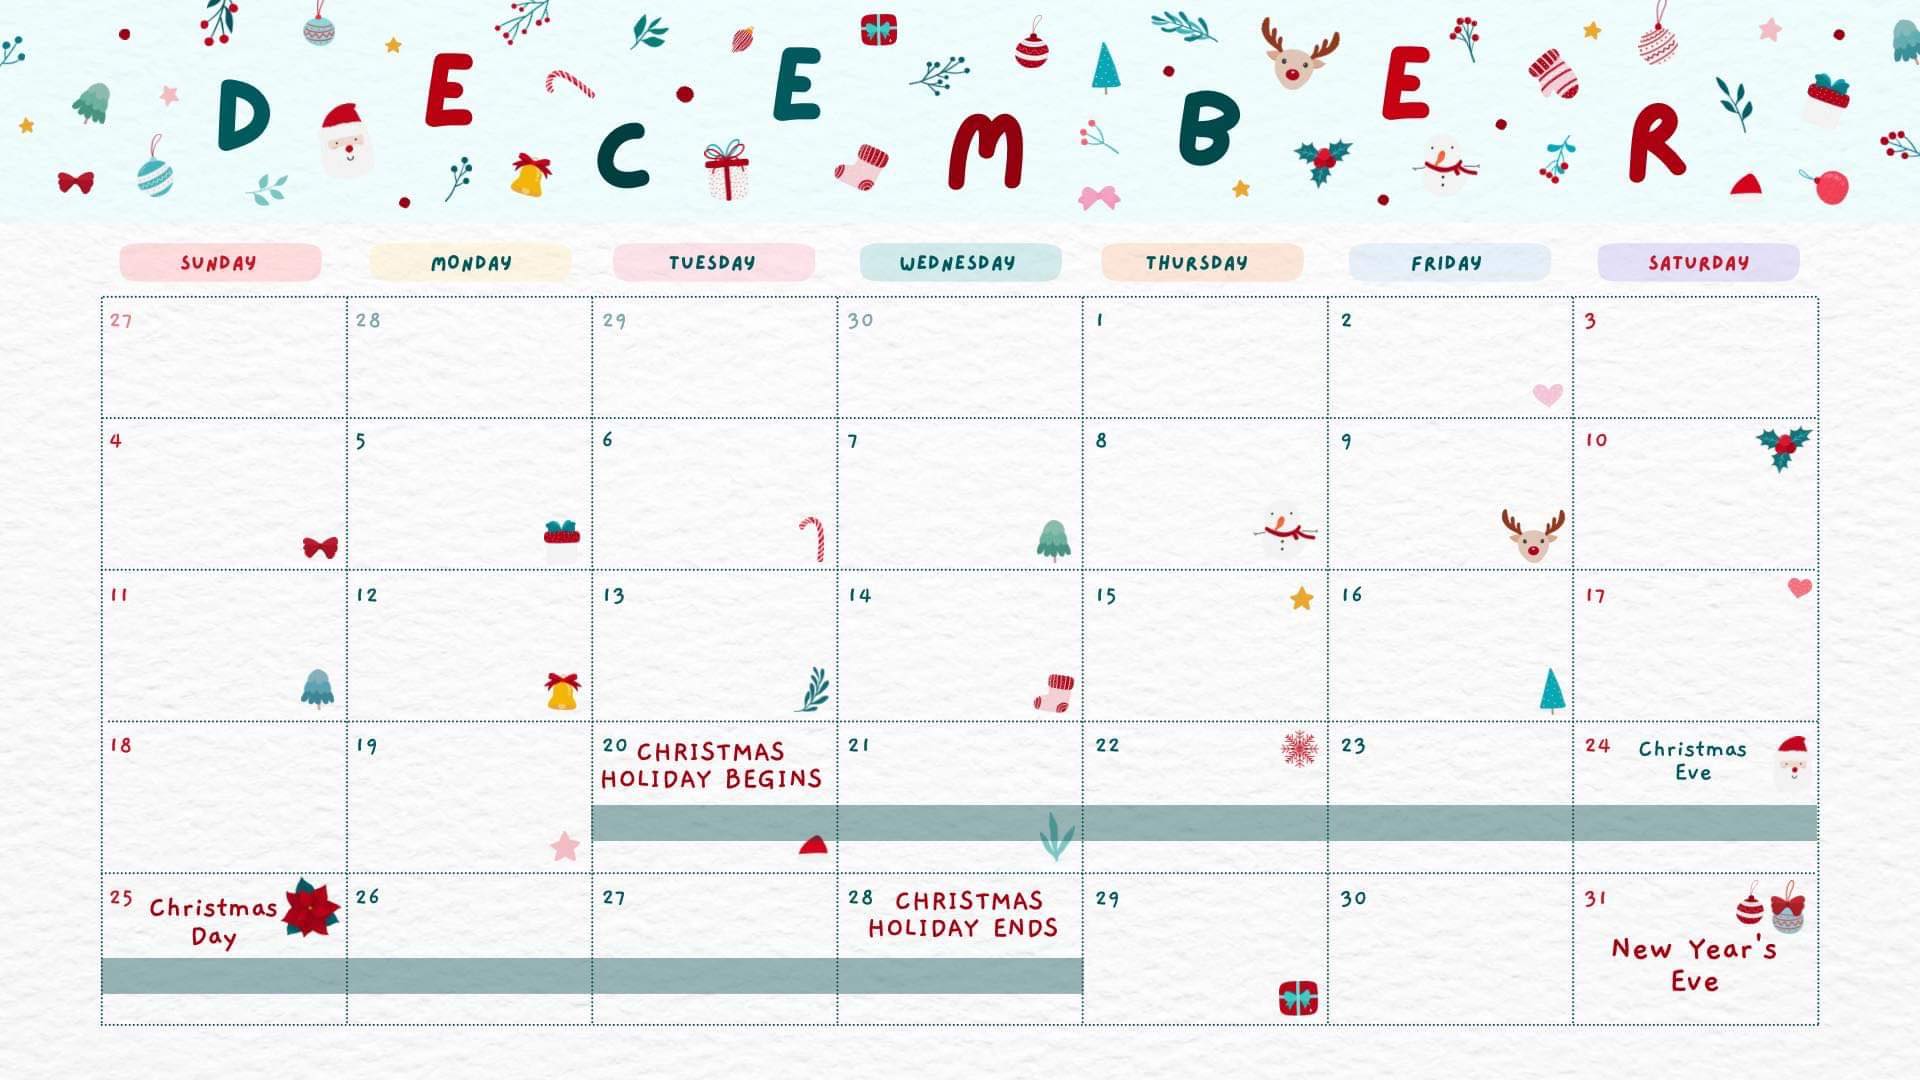 DECEMBER
SUNDAY MONDAY TUESDAY WEDNESDAY THURSDAY FRIDAY SATURDAY
27 28 29 30 1 2 3
4 5 6 7 8 9 10
11 12 13 14 15 16 17
18 19 20 CHRISTMAS
HOLIDAY BEGINS
21 22 23 24 Christmas
Eve
25 Christmas
Day
26 27 28 CHRISTMAS
HOLIDAY ENDS
29 30 31
New Year's
Eve